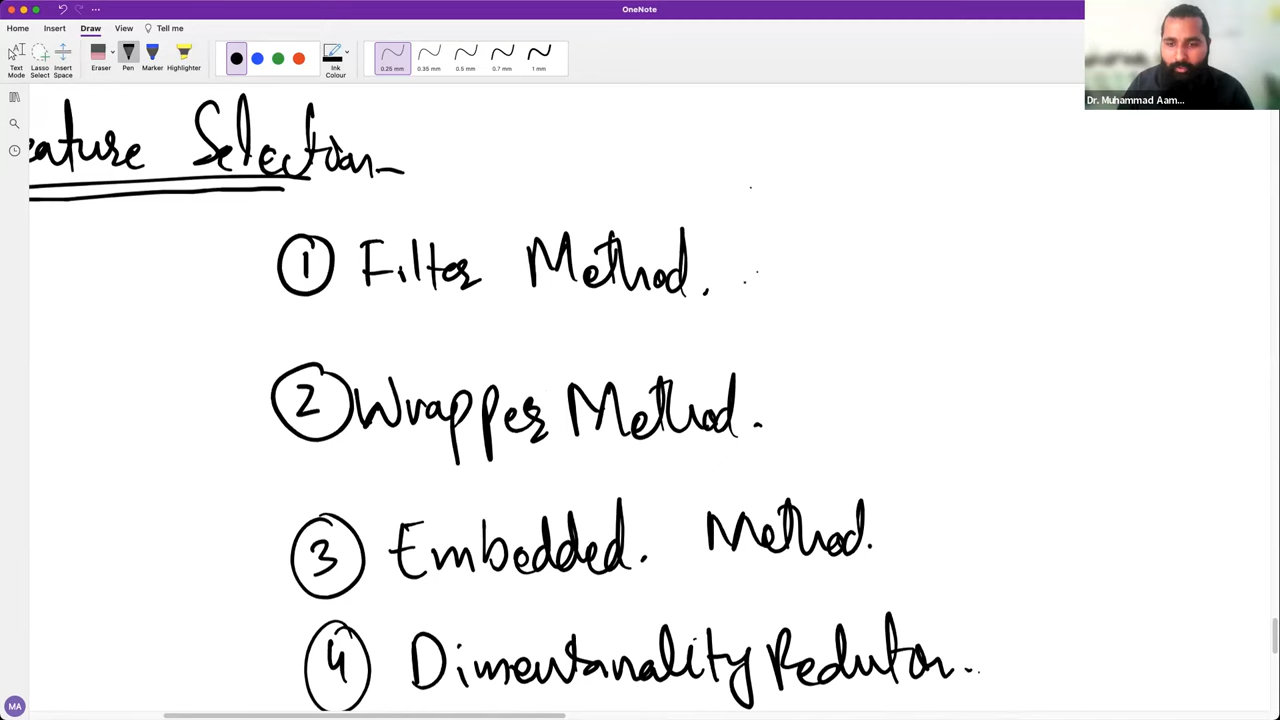 OneNote
Home Insert Draw View Tell me
Text Mode Lasso Select Insert Space Eraser Pen Marker Highlighter Ink Colour 0.25 mm 0.35 mm 0.5 mm 0.7 mm 1 mm
Dr. Muhammad Aam...
eature Selection
1 Filter Method.
2 Wrapper Method.
3 Embedded. Method.
4 Dimentanality Redution.
MA